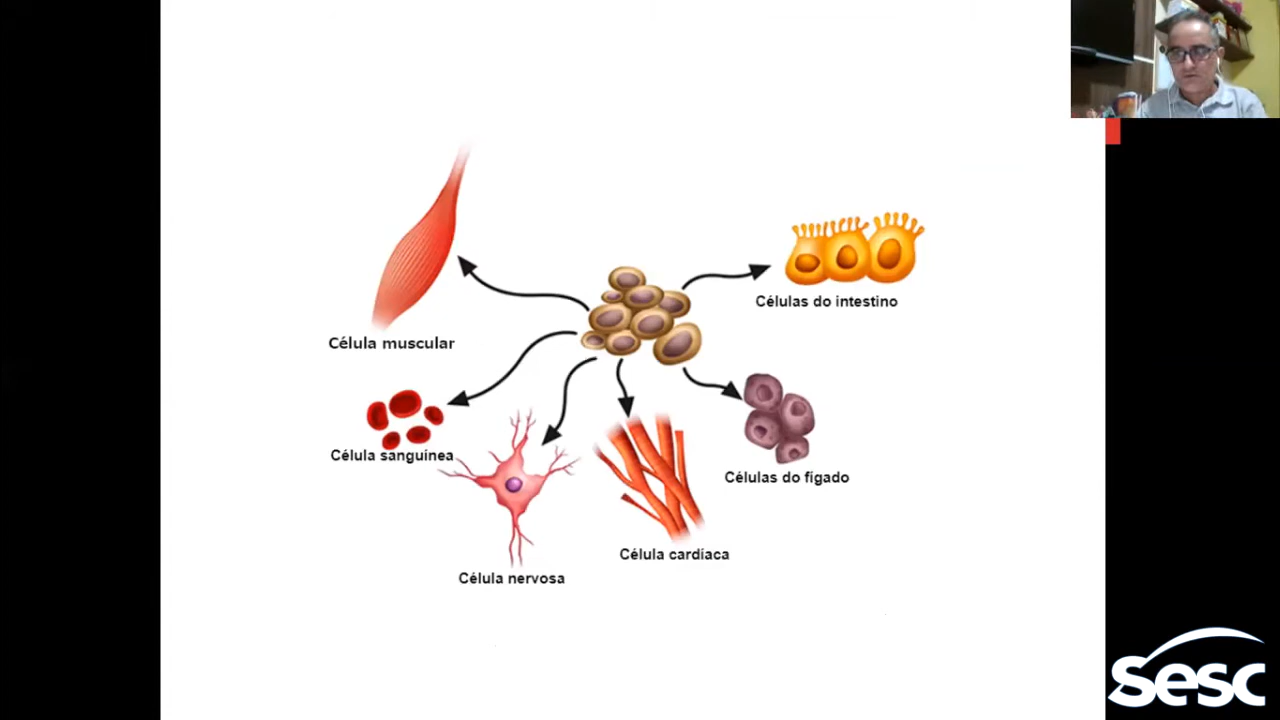 Células do intestino
Célula muscular
Célula sanguínea
Células do fígado
Célula cardíaca
Célula nervosa
Sesc